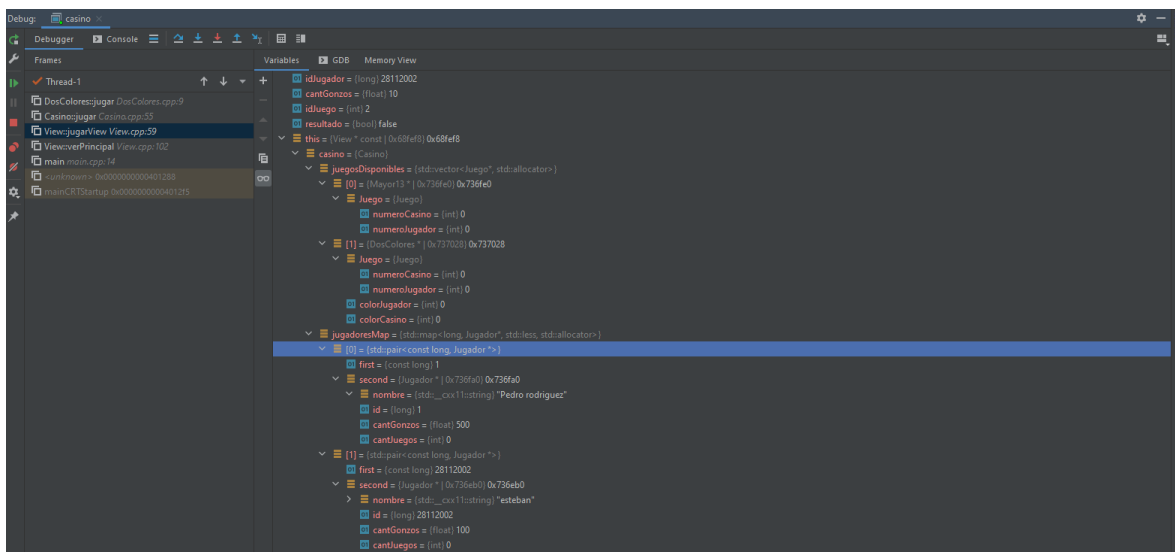 Debug: casino
Debugger Console
Frames Variables GDB Memory View
Thread-1
DosColores::jugar DosColores.cpp:9
Casino::jugar Casino.cpp:55
View::jugarView View.cpp:59
View::verPrincipal View.cpp:102
main main.cpp:14
<unknown> 0x0000000000401288
mainCRTStartup 0x00000000004012f5
idJugador = {long} 28112002
cantGonzos = {float} 10
idJuego = {int} 2
resultado = {bool} false
this = {View * const | 0x68fef8} 0x68fef8
casino = {Casino}
juegosDisponibles = {std::vector<Juego*, std::allocator>}
[0] = {Mayor13 * | 0x736fe0} 0x736fe0
Juego = {Juego}
numeroCasino = {int} 0
numeroJugador = {int} 0
[1] = {DosColores * | 0x737028} 0x737028
Juego = {Juego}
numeroCasino = {int} 0
numeroJugador = {int} 0
colorJugador = {int} 0
colorCasino = {int} 0
jugadoresMap = {std::map<long, Jugador*, std::less, std::allocator>}
[0] = {std::pair<const long, Jugador *>}
first = {const long} 1
second = {Jugador * | 0x736fa0} 0x736fa0
nombre = {std::__cxx11::string} "Pedro rodriguez"
id = {long} 1
cantGonzos = {float} 500
cantJuegos = {int} 0
[1] = {std::pair<const long, Jugador *>}
first = {const long} 28112002
second = {Jugador * | 0x736eb0} 0x736eb0
nombre = {std::__cxx11::string} "esteban"
id = {long} 28112002
cantGonzos = {float} 100
cantJuegos = {int} 0